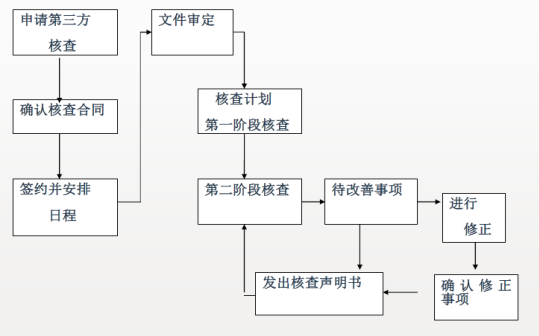 申请第三方
核查
确认核查合同
签约并安排
日程
文件审定
核查计划
第一阶段核查
第二阶段核查
待改善事项
进行
修正
确认修正
事项
发出核查声明书